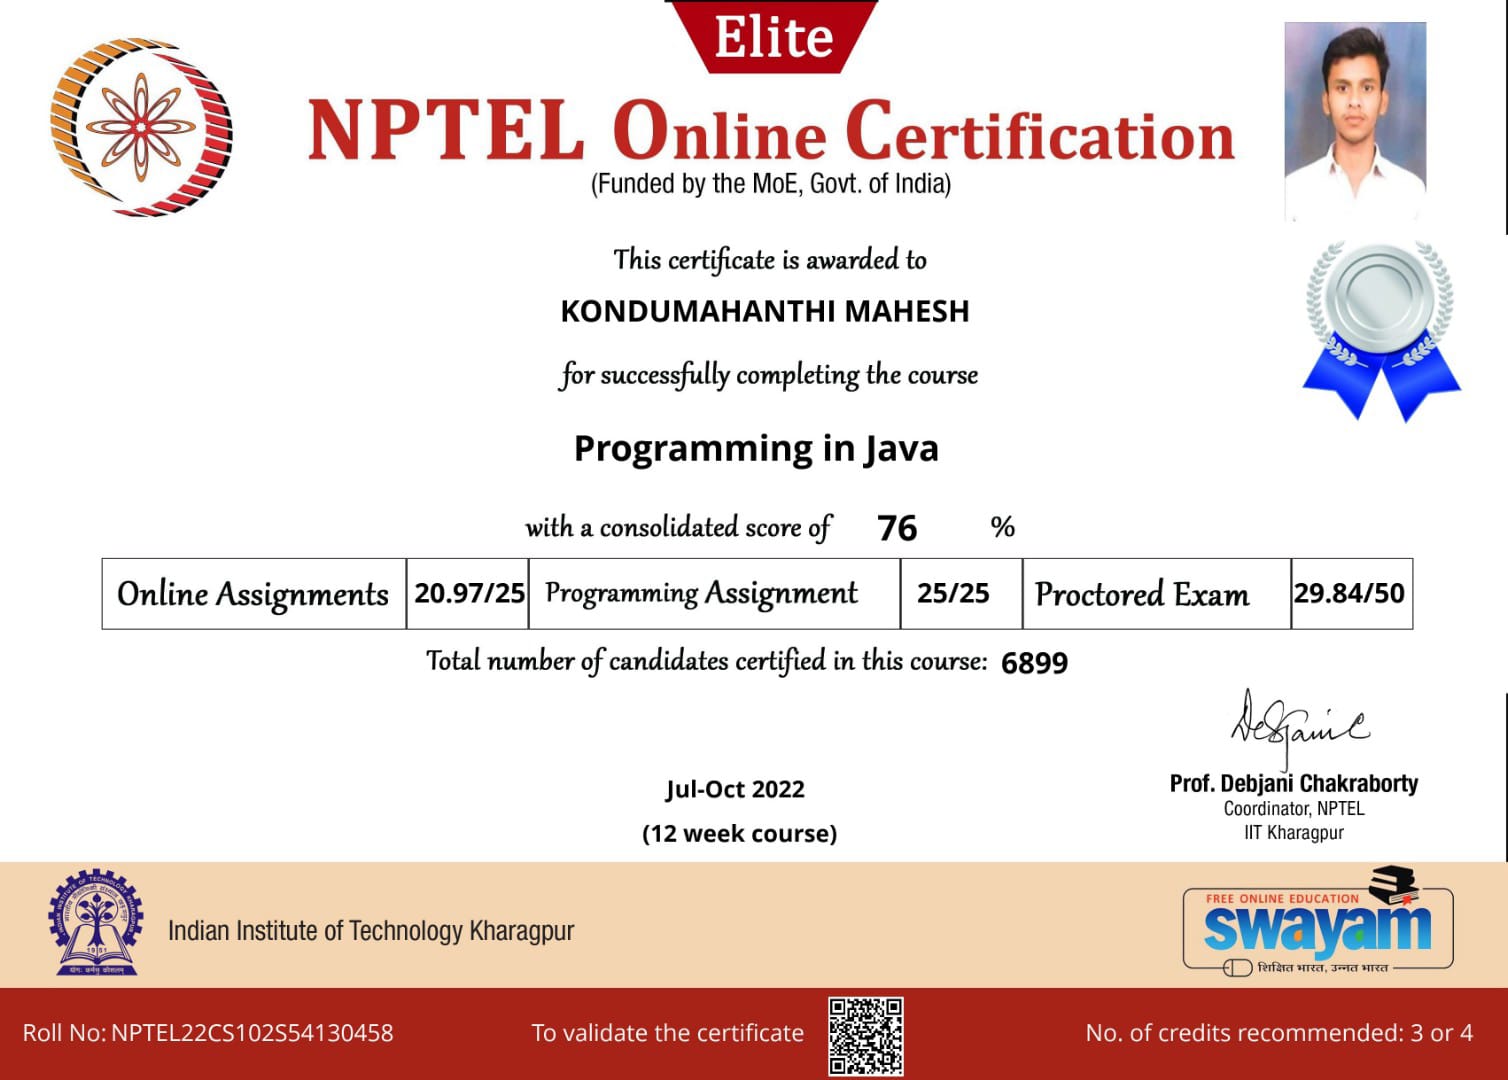 Elite
NPTEL Online Certification
(Funded by the MoE, Govt. of India)
This certificate is awarded to
KONDUMAHANTHI MAHESH
for successfully completing the course
Programming in Java
with a consolidated score of 76 %
Online Assignments 20.97/25 Programming Assignment 25/25 Proctored Exam 29.84/50
Total number of candidates certified in this course: 6899
Jul-Oct 2022
(12 week course)
Prof. Debjani Chakraborty
Coordinator, NPTEL
IIT Kharagpur
Indian Institute of Technology Kharagpur
FREE ONLINE EDUCATION
swayam
शिक्षित भारत, उन्नत भारत
Roll No: NPTEL22CS102S54130458
To validate the certificate
No. of credits recommended: 3 or 4